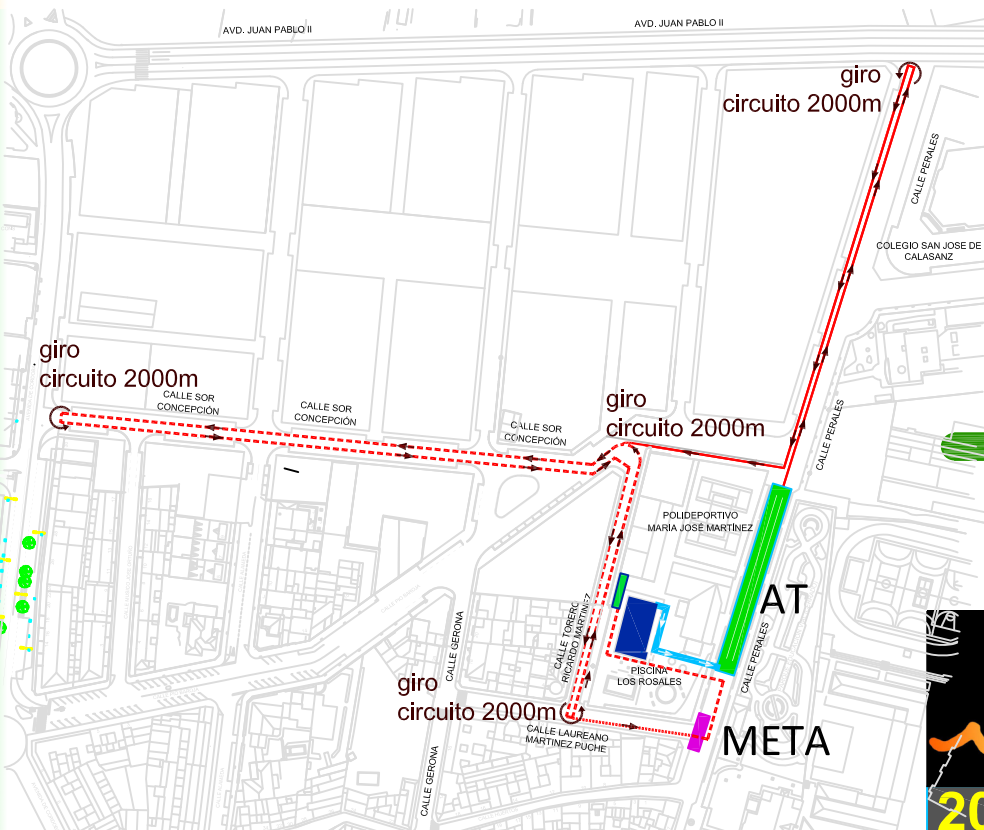 AVD. JUAN PABLO II
AVD. JUAN PABLO II
giro
circuito 2000m
CALLE PERALES
COLEGIO SAN JOSE DE
CALASANZ
giro
circuito 2000m
CALLE SOR
CONCEPCIÓN
CALLE SOR
CONCEPCIÓN
CALLE SOR
CONCEPCIÓN
giro
circuito 2000m
CALLE PERALES
POLIDEPORTIVO
MARÍA JOSÉ MARTÍNEZ
AT
CALLE TORERO
RICARDO MARTINEZ
CALLE GERONA
PISCINA
LOS ROSALES
CALLE PERALES
giro
circuito 2000m
CALLE LAUREANO
MARTINEZ PUCHE
META
CALLE GERONA
20